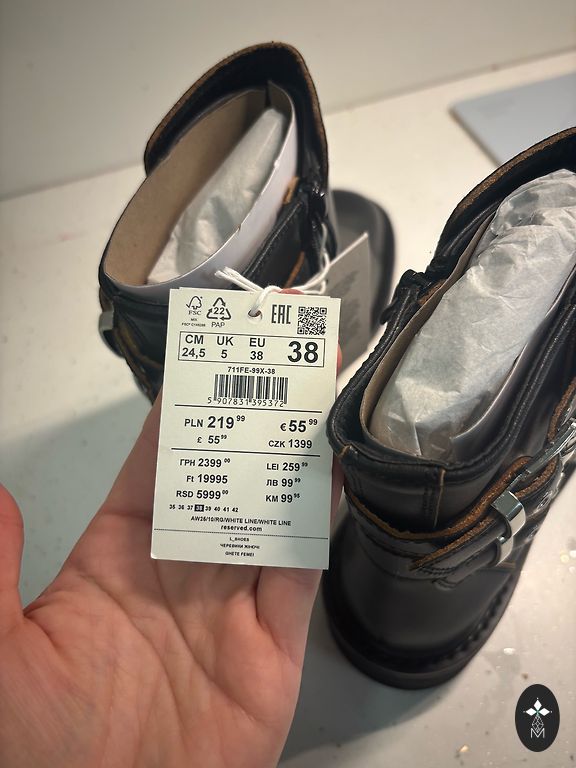 FSC
22
PAP
EAC
CM UK EU
24,5 5 38
38
711FE-99X-38
5 907831 395372
PLN 219 99
€ 55 99
£ 55 99
CZK 1399
ГРН 2399 00
LEI 259 99
Ft 19995
ЛВ 99 99
RSD 5999 00
KM 99 95
35 36 37 38 39 40 41 42
AW25/10/RG/WHITE LINE/WHITE LINE
reserved.com
L_SHOES
ЧЕРЕВИКИ ЖІНОЧІ
GHETE FEMEI